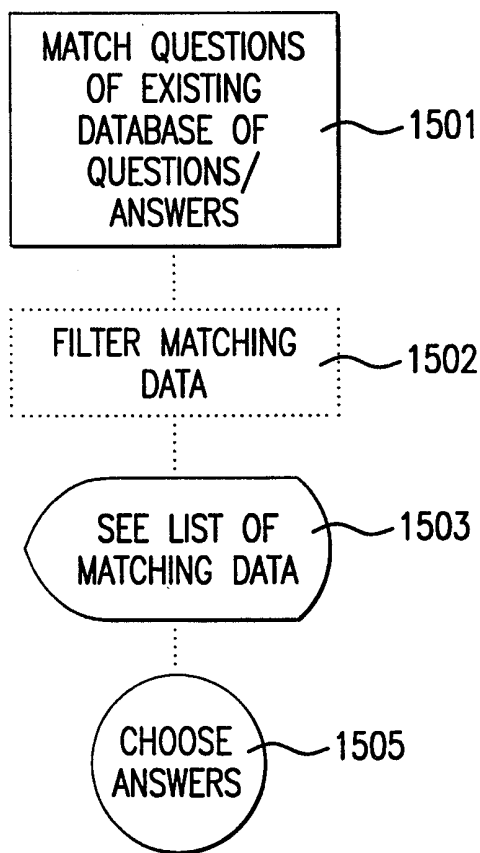 MATCH QUESTIONS
OF EXISTING
DATABASE OF
QUESTIONS/
ANSWERS
1501
FILTER MATCHING
DATA
1502
SEE LIST OF
MATCHING DATA
1503
CHOOSE
ANSWERS
1505